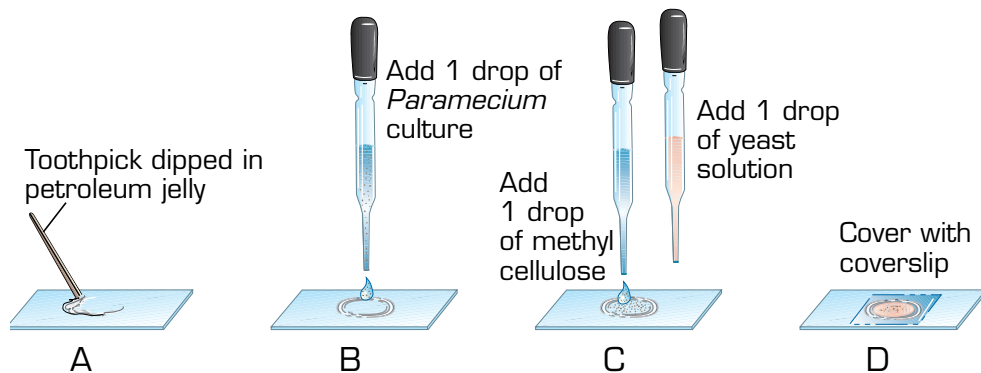 Toothpick dipped in
petroleum jelly
Add 1 drop of
Paramecium
culture
Add
1 drop
of methyl
cellulose
Add 1 drop
of yeast
solution
Cover with
coverslip
A
B
C
D